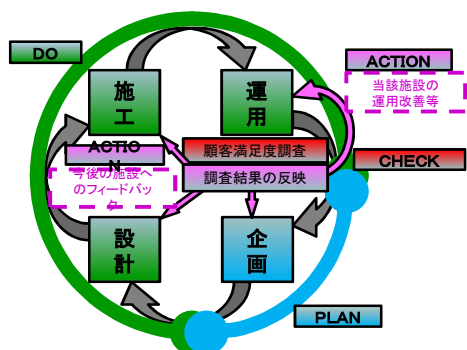 DO
ACTION
当該施設の
運用改善等
施
工
運
用
ACTIO
N
顧客満足度調査
CHECK
調査結果の反映
今後の施設へ
のフィードバッ
ク
設
計
企
画
PLAN